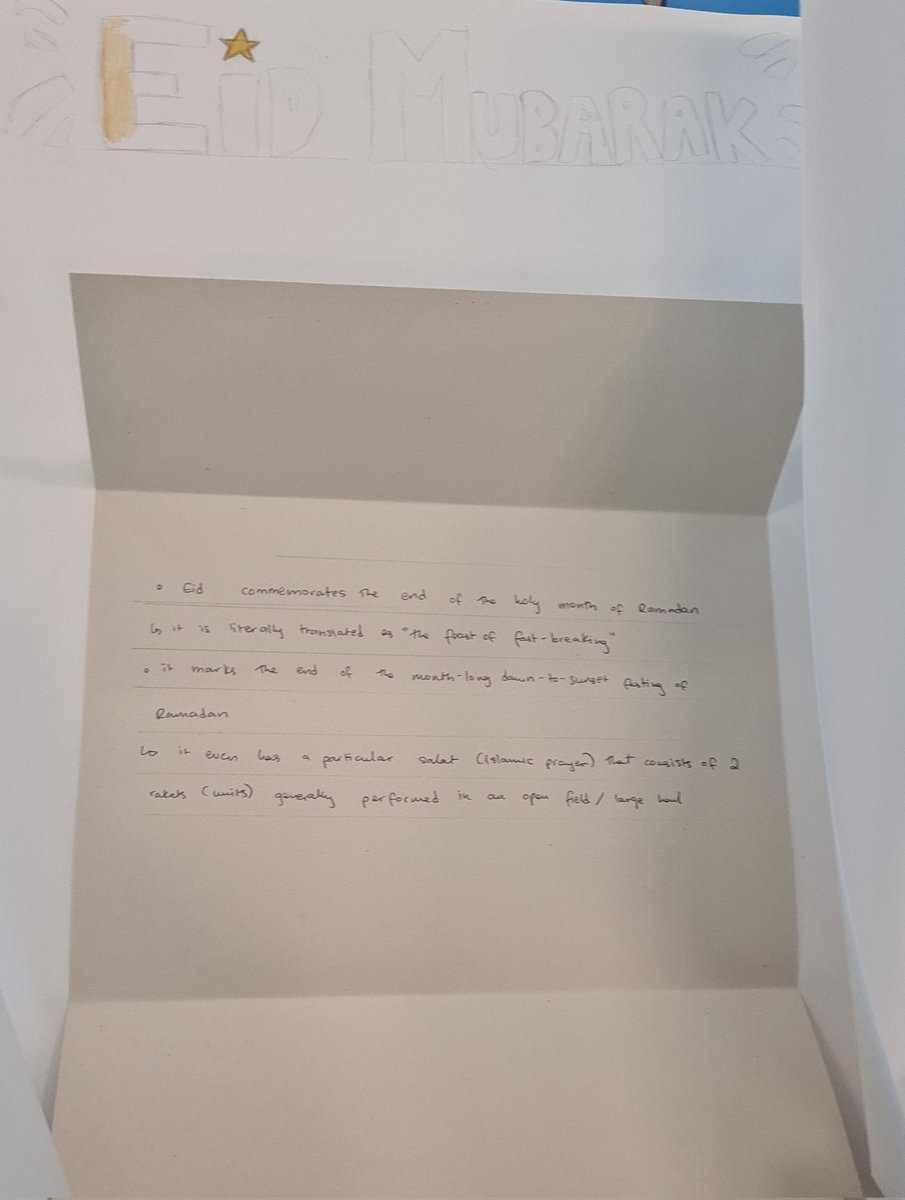 EiD MUBARAK
• Eid commemorates the end of the holy month of Ramadan
↳ it is literally translated as "the feast of fast-breaking"
• it marks the end of the month-long dawn-to-sunset fasting of
Ramadan
↳ it even has a particular salat (Islamic prayer) that consists of 2
rakats (units) generally performed in an open field / large hall